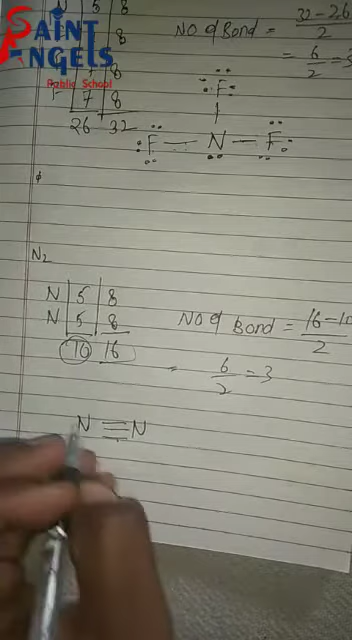 SAINT ANGELS
Public School
N 5 8
8
8
F 7 8
26 32
NO of Bond = 32-26
2
= 6
2 = 3
:F:
:F — N — F:
N2
N 5 8
N 5 8
10 16
NO of Bond = 16-10
2
= 6
2 = 3
N ≡ N